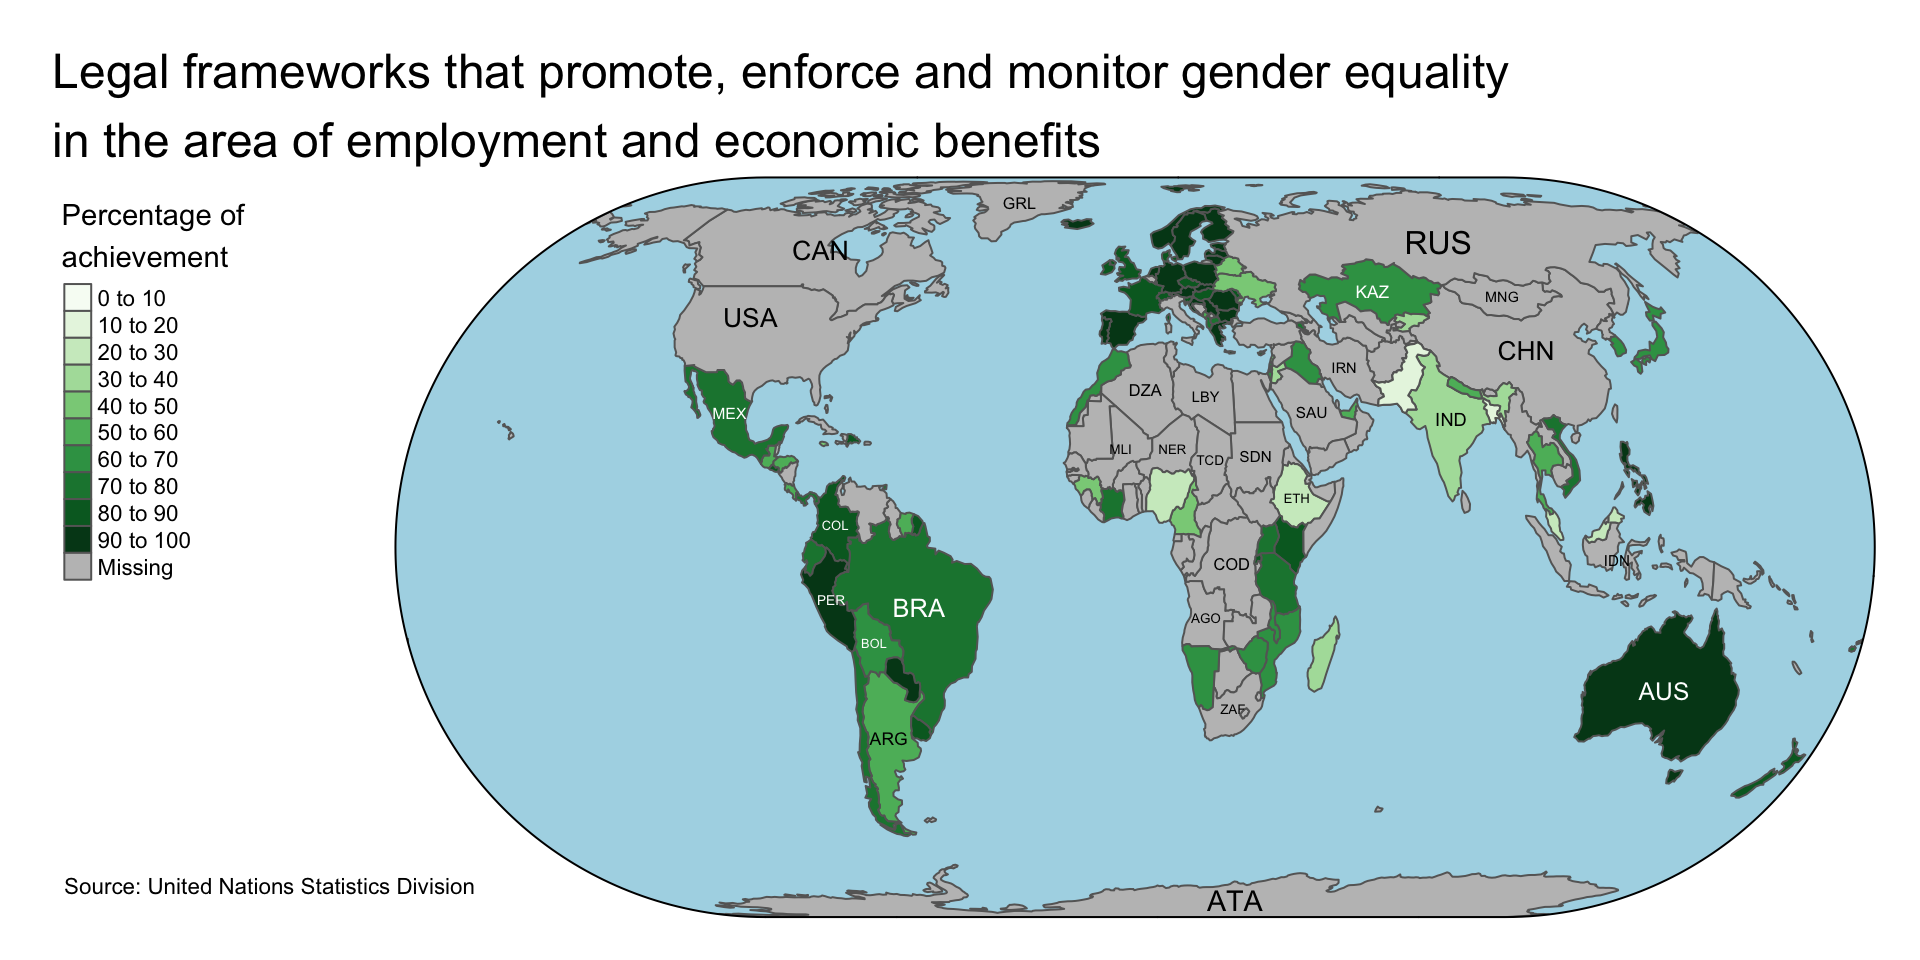 Legal frameworks that promote, enforce and monitor gender equality
in the area of employment and economic benefits
Percentage of
achievement
0 to 10
10 to 20
20 to 30
30 to 40
40 to 50
50 to 60
60 to 70
70 to 80
80 to 90
90 to 100
Missing
GRL
CAN
RUS
USA
KAZ
MNG
CHN
IRN
DZA
LBY
MEX
SAU
IND
MLI
NER
TCD
SDN
ETH
COL
COD
IDN
PER
BRA
AGO
BOL
AUS
ZAF
ARG
ATA
Source: United Nations Statistics Division